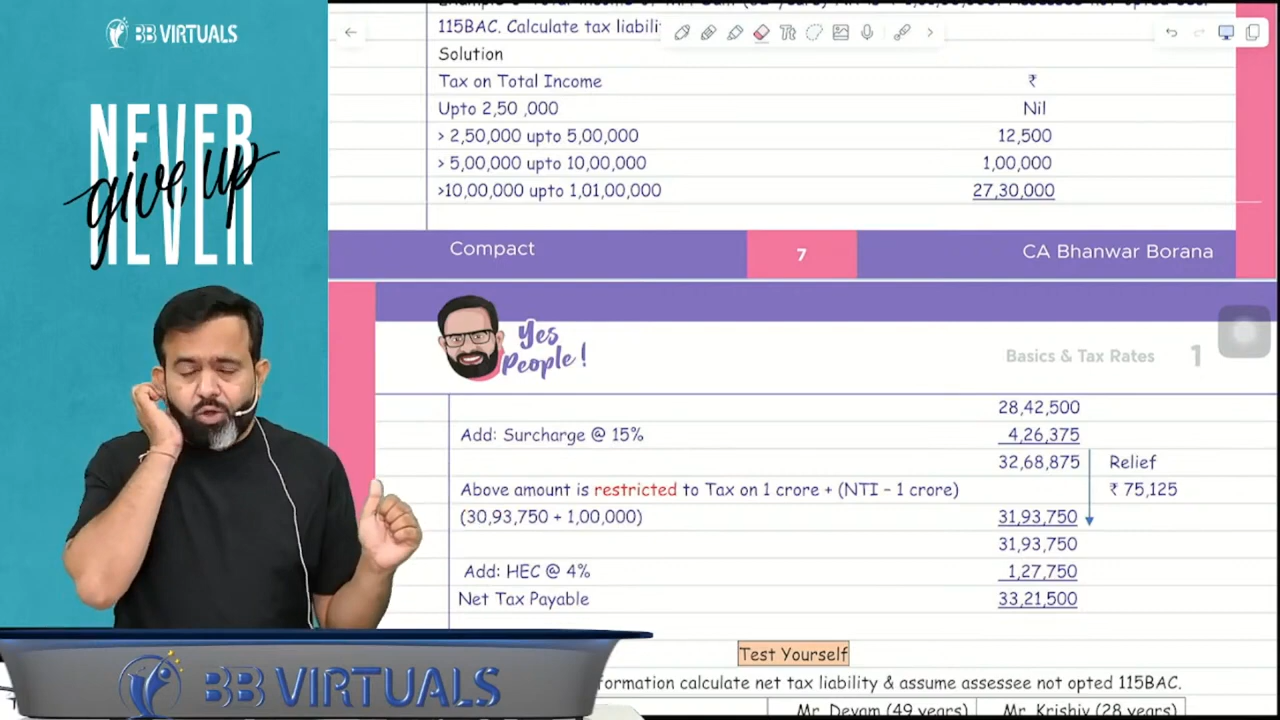 BB VIRTUALS
NEVER
give up
NEVER
115BAC. Calculate tax liabili
Solution
Tax on Total Income ₹
Upto 2,50 ,000 Nil
> 2,50,000 upto 5,00,000 12,500
> 5,00,000 upto 10,00,000 1,00,000
>10,00,000 upto 1,01,00,000 27,30,000
Compact 7 CA Bhanwar Borana
Yes
People !
Basics & Tax Rates 1
28,42,500
Add: Surcharge @ 15% 4,26,375
32,68,875 Relief
Above amount is restricted to Tax on 1 crore + (NTI – 1 crore) ₹ 75,125
(30,93,750 + 1,00,000) 31,93,750
31,93,750
Add: HEC @ 4% 1,27,750
Net Tax Payable 33,21,500
Test Yourself
formation calculate net tax liability & assume assessee not opted 115BAC.
Mr. Devam (49 years) Mr. Krishiv (28 years)
BB VIRTUALS